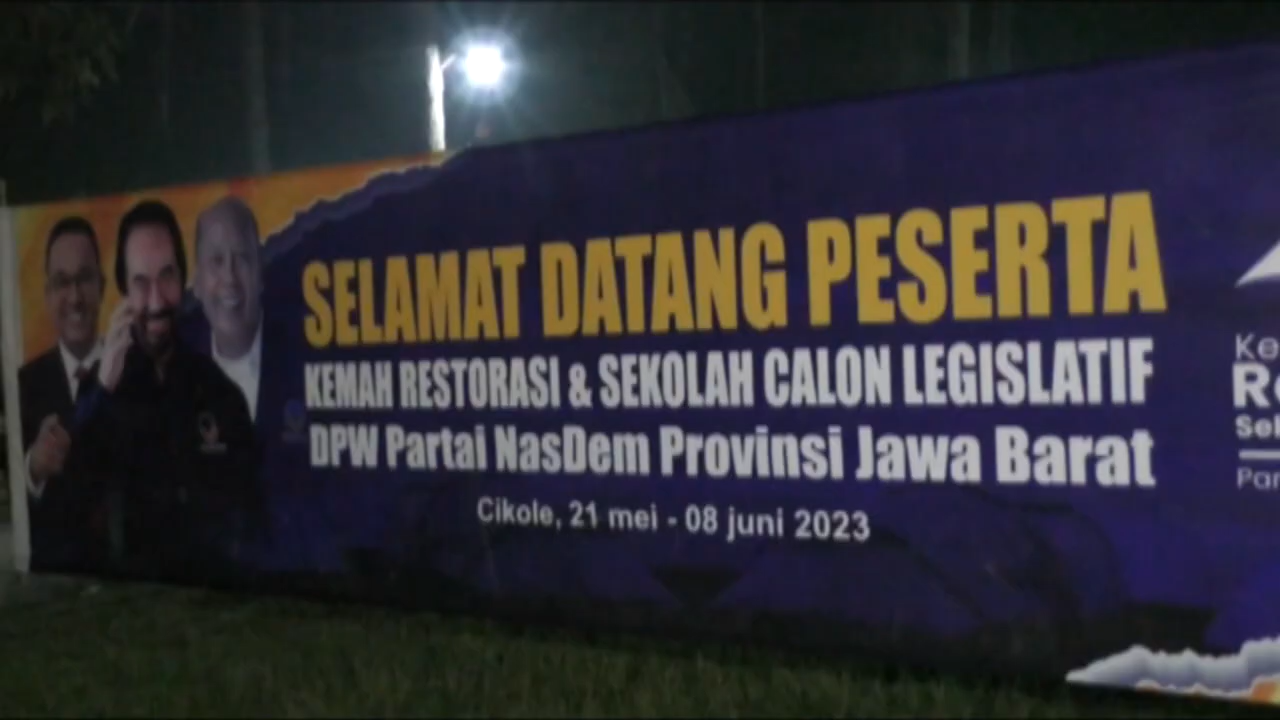 SELAMAT DATANG PESERTA
KEMAH RESTORASI & SEKOLAH CALON LEGISLATIF
DPW Partai NasDem Provinsi Jawa Barat
Cikole, 21 mei - 08 juni 2023